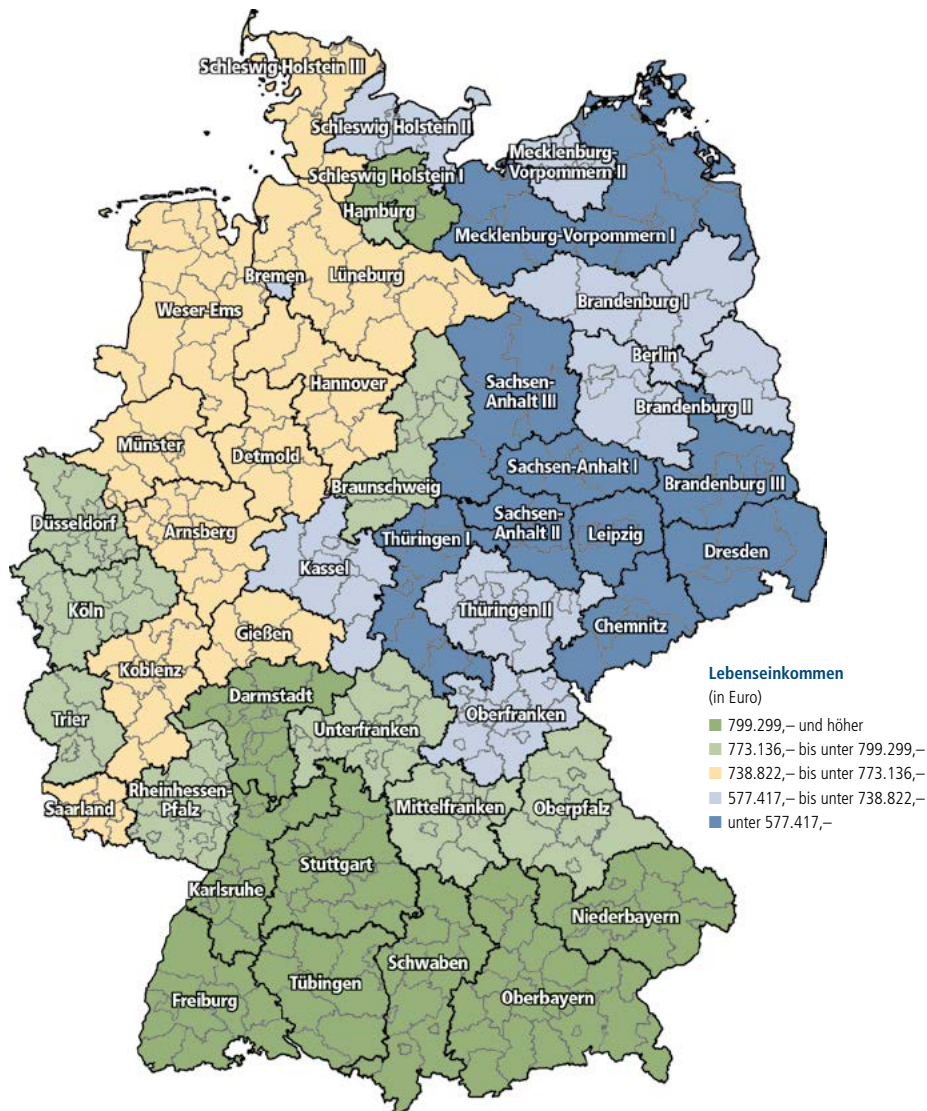 Schleswig Holstein III
Schleswig Holstein II
Mecklenburg-
Vorpommern II
Schleswig Holstein I
Hamburg
Mecklenburg-Vorpommern I
Bremen
Lüneburg
Weser-Ems
Brandenburg I
Berlin
Hannover
Sachsen-
Anhalt III
Brandenburg II
Münster
Detmold
Sachsen-Anhalt I
Braunschweig
Brandenburg III
Düsseldorf
Arnsberg
Sachsen-
Anhalt II
Thüringen I
Leipzig
Dresden
Kassel
Köln
Thüringen II
Chemnitz
Gießen
Koblenz
Darmstadt
Trier
Unterfranken
Oberfranken
Rheinhessen-
Pfalz
Saarland
Mittelfranken
Oberpfalz
Stuttgart
Karlsruhe
Niederbayern
Schwaben
Tübingen
Freiburg
Oberbayern
Lebenseinkommen
(in Euro)
799.299,– und höher
773.136,– bis unter 799.299,–
738.822,– bis unter 773.136,–
577.417,– bis unter 738.822,–
unter 577.417,–